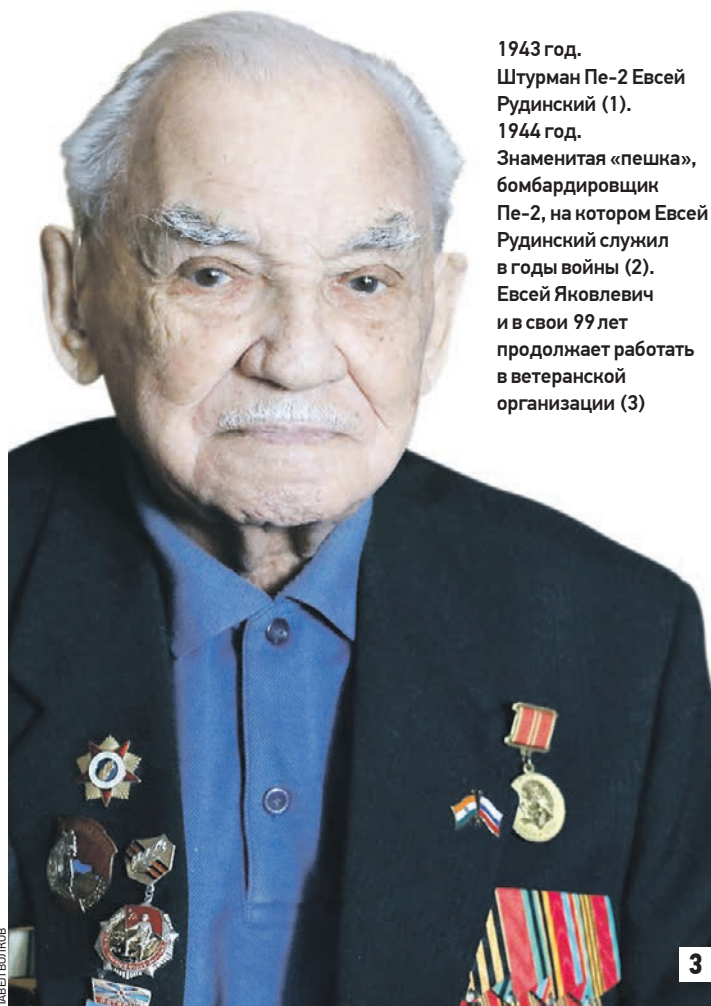 1943 год.
Штурман Пе-2 Евсей
Рудинский (1).
1944 год.
Знаменитая «пешка»,
бомбардировщик
Пе-2, на котором Евсей
Рудинский служил
в годы войны (2).
Евсей Яковлевич
и в свои 99 лет
продолжает работать
в ветеранской
организации (3)
3